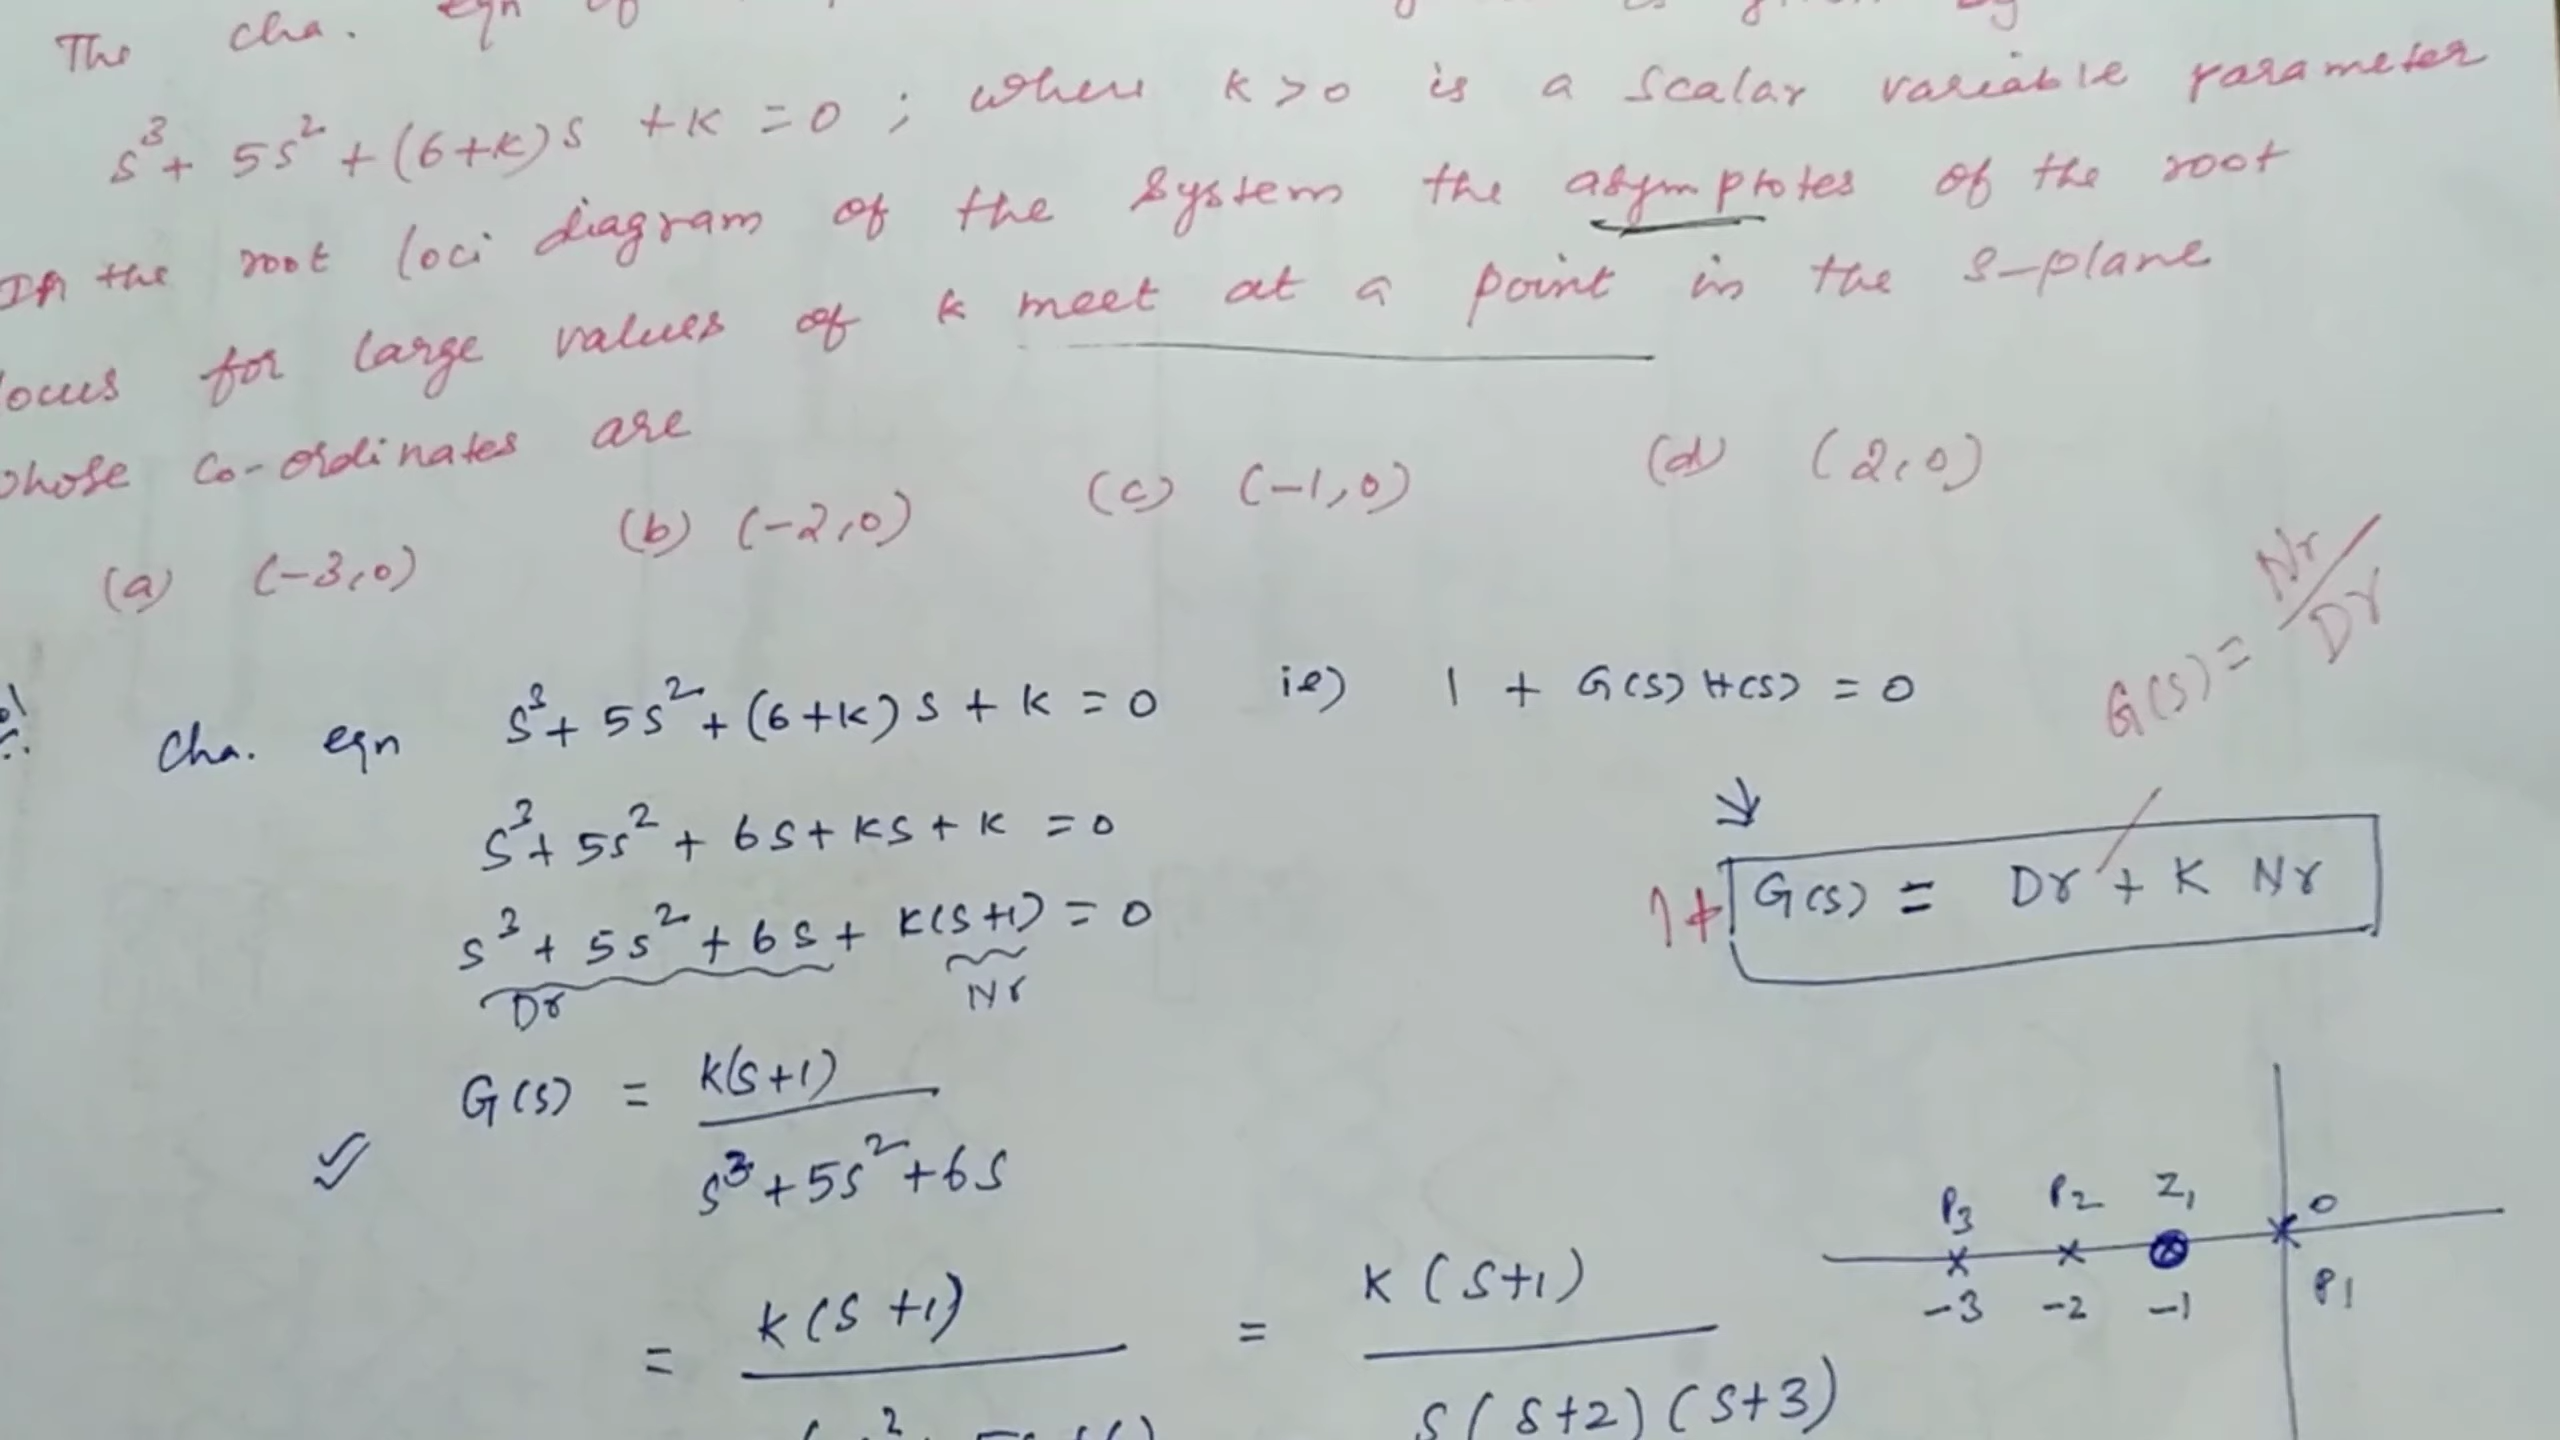 The cha. eqn of
s³ + 5s² + (6+k)s + k = 0 ; where k > 0 is a scalar variable parameter
In the root loci diagram of the system the asymptotes of the root
locus for large values of k meet at a point in the s-plane
whose co-ordinates are
(a) (-3,0) (b) (-2,0) (c) (-1,0) (d) (2,0)
G(s) = Nr/Dr
Cha. eqn s³ + 5s² + (6+k)s + k = 0 ie) 1 + G(s)H(s) = 0
s³ + 5s² + 6s + ks + k = 0
1+ G(s) = Dr + K Nr
s³ + 5s² + 6s + k(s+1) = 0
Dr Nr
G(s) = k(s+1) / s³ + 5s² + 6s
P3 P2 Z1 0
-3 -2 -1 P1
= k(s+1) = k(s+1) / s(s+2)(s+3)